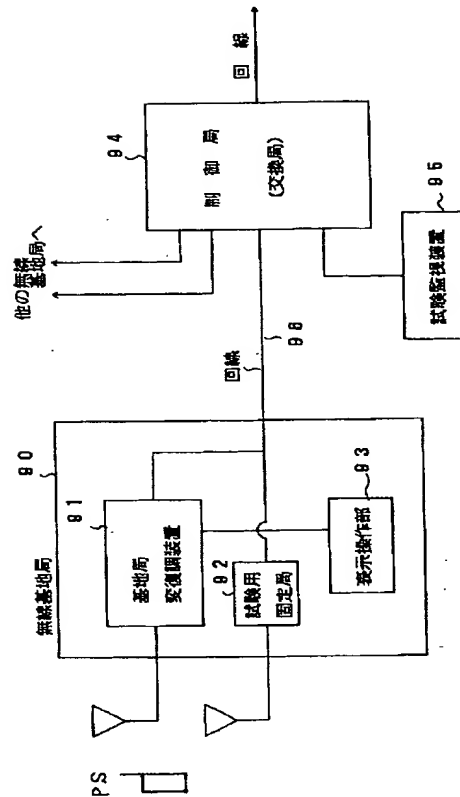 PS
無線基地局
90
91
基地局
変復調装置
92
試験用
固定局
93
表示操作部
回線
98
他の無線
基地局へ
94
制御局
(交換局)
回線
95
試験監視装置